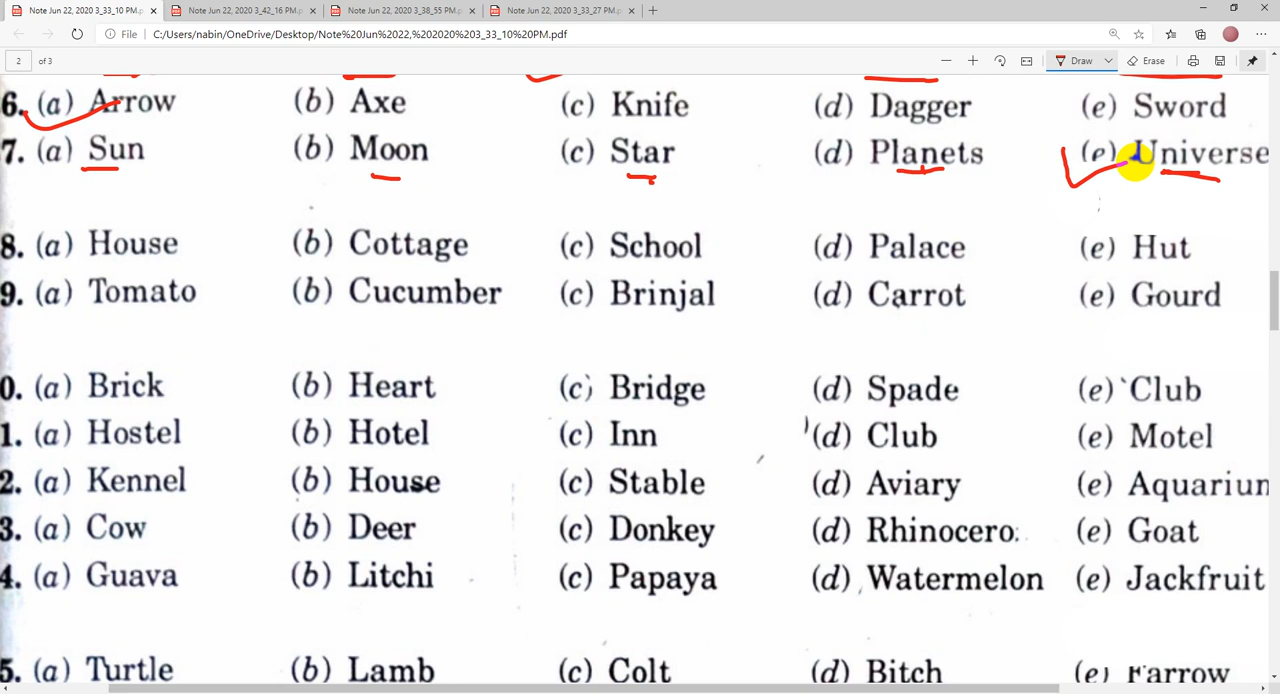 Note Jun 22, 2020 3_33_10 PM.p Note Jun 22, 2020 3_42_16 PM.p Note Jun 22, 2020 3_38_55 PM.p Note Jun 22, 2020 3_33_27 PM.p
File C:/Users/nabin/OneDrive/Desktop/Note%20Jun%2022,%202020%203_33_10%20PM.pdf
2 of 3 Draw Erase
6. (a) Arrow (b) Axe (c) Knife (d) Dagger (e) Sword
7. (a) Sun (b) Moon (c) Star (d) Planets (e) Universe
8. (a) House (b) Cottage (c) School (d) Palace (e) Hut
9. (a) Tomato (b) Cucumber (c) Brinjal (d) Carrot (e) Gourd
0. (a) Brick (b) Heart (c) Bridge (d) Spade (e) Club
1. (a) Hostel (b) Hotel (c) Inn (d) Club (e) Motel
2. (a) Kennel (b) House (c) Stable (d) Aviary (e) Aquariun
3. (a) Cow (b) Deer (c) Donkey (d) Rhinocero (e) Goat
4. (a) Guava (b) Litchi (c) Papaya (d) Watermelon (e) Jackfruit
5. (a) Turtle (b) Lamb (c) Colt (d) Bitch (e) Farrow